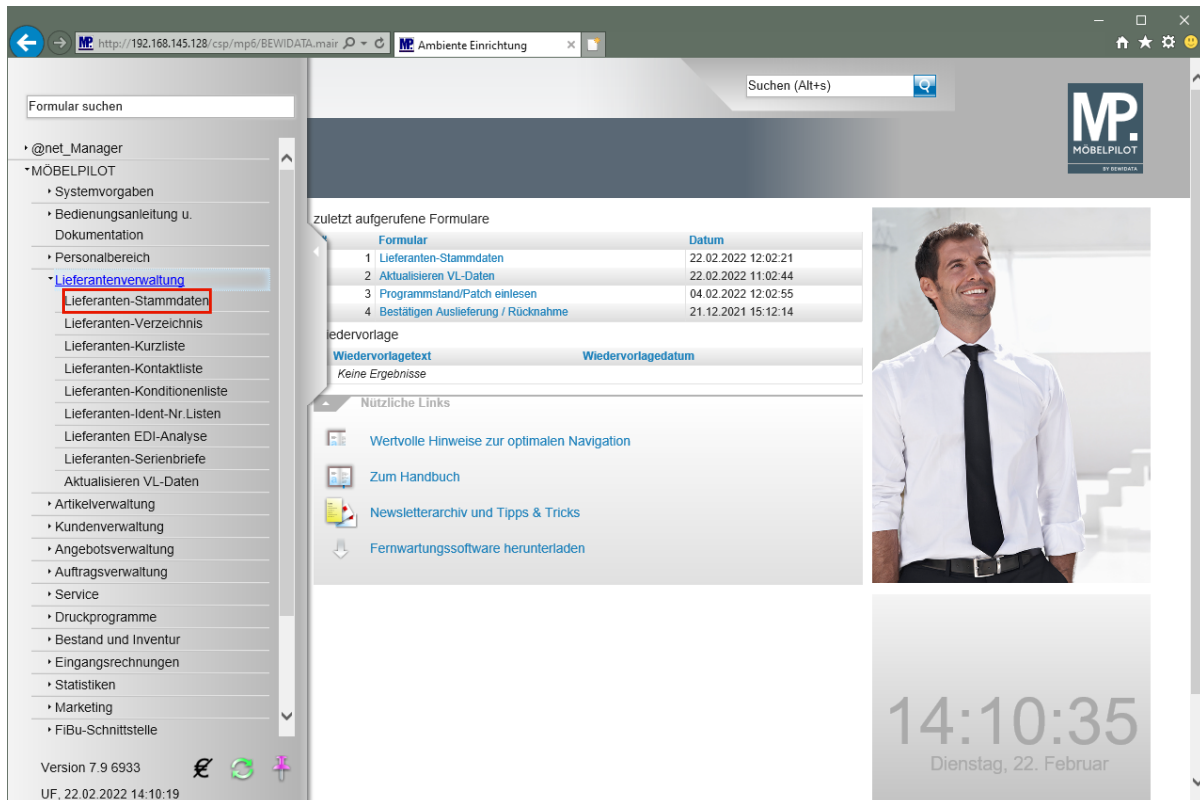 http://192.168.145.128/csp/mp6/BEWIDATA.mair
MP. Ambiente Einrichtung
Formular suchen
Suchen (Alt+s)
MP.
MÖBELPILOT
BY BEWIDATA
@net_Manager
MÖBELPILOT
Systemvorgaben
Bedienungsanleitung u.
Dokumentation
Personalbereich
Lieferantenverwaltung
Lieferanten-Stammdaten
Lieferanten-Verzeichnis
Lieferanten-Kurzliste
Lieferanten-Kontaktliste
Lieferanten-Konditionenliste
Lieferanten-Ident-Nr.Listen
Lieferanten EDI-Analyse
Lieferanten-Serienbriefe
Aktualisieren VL-Daten
Artikelverwaltung
Kundenverwaltung
Angebotsverwaltung
Auftragsverwaltung
Service
Druckprogramme
Bestand und Inventur
Eingangsrechnungen
Statistiken
Marketing
FiBu-Schnittstelle
Version 7.9 6933
UF, 22.02.2022 14:10:19
zuletzt aufgerufene Formulare
Formular Datum
1 Lieferanten-Stammdaten 22.02.2022 12:02:21
2 Aktualisieren VL-Daten 22.02.2022 11:02:44
3 Programmstand/Patch einlesen 04.02.2022 12:02:55
4 Bestätigen Auslieferung / Rücknahme 21.12.2021 15:12:14
iedervorlage
Wiedervorlagetext Wiedervorlagedatum
Keine Ergebnisse
Nützliche Links
Wertvolle Hinweise zur optimalen Navigation
Zum Handbuch
Newsletterarchiv und Tipps & Tricks
Fernwartungssoftware herunterladen
14:10:35
Dienstag, 22. Februar